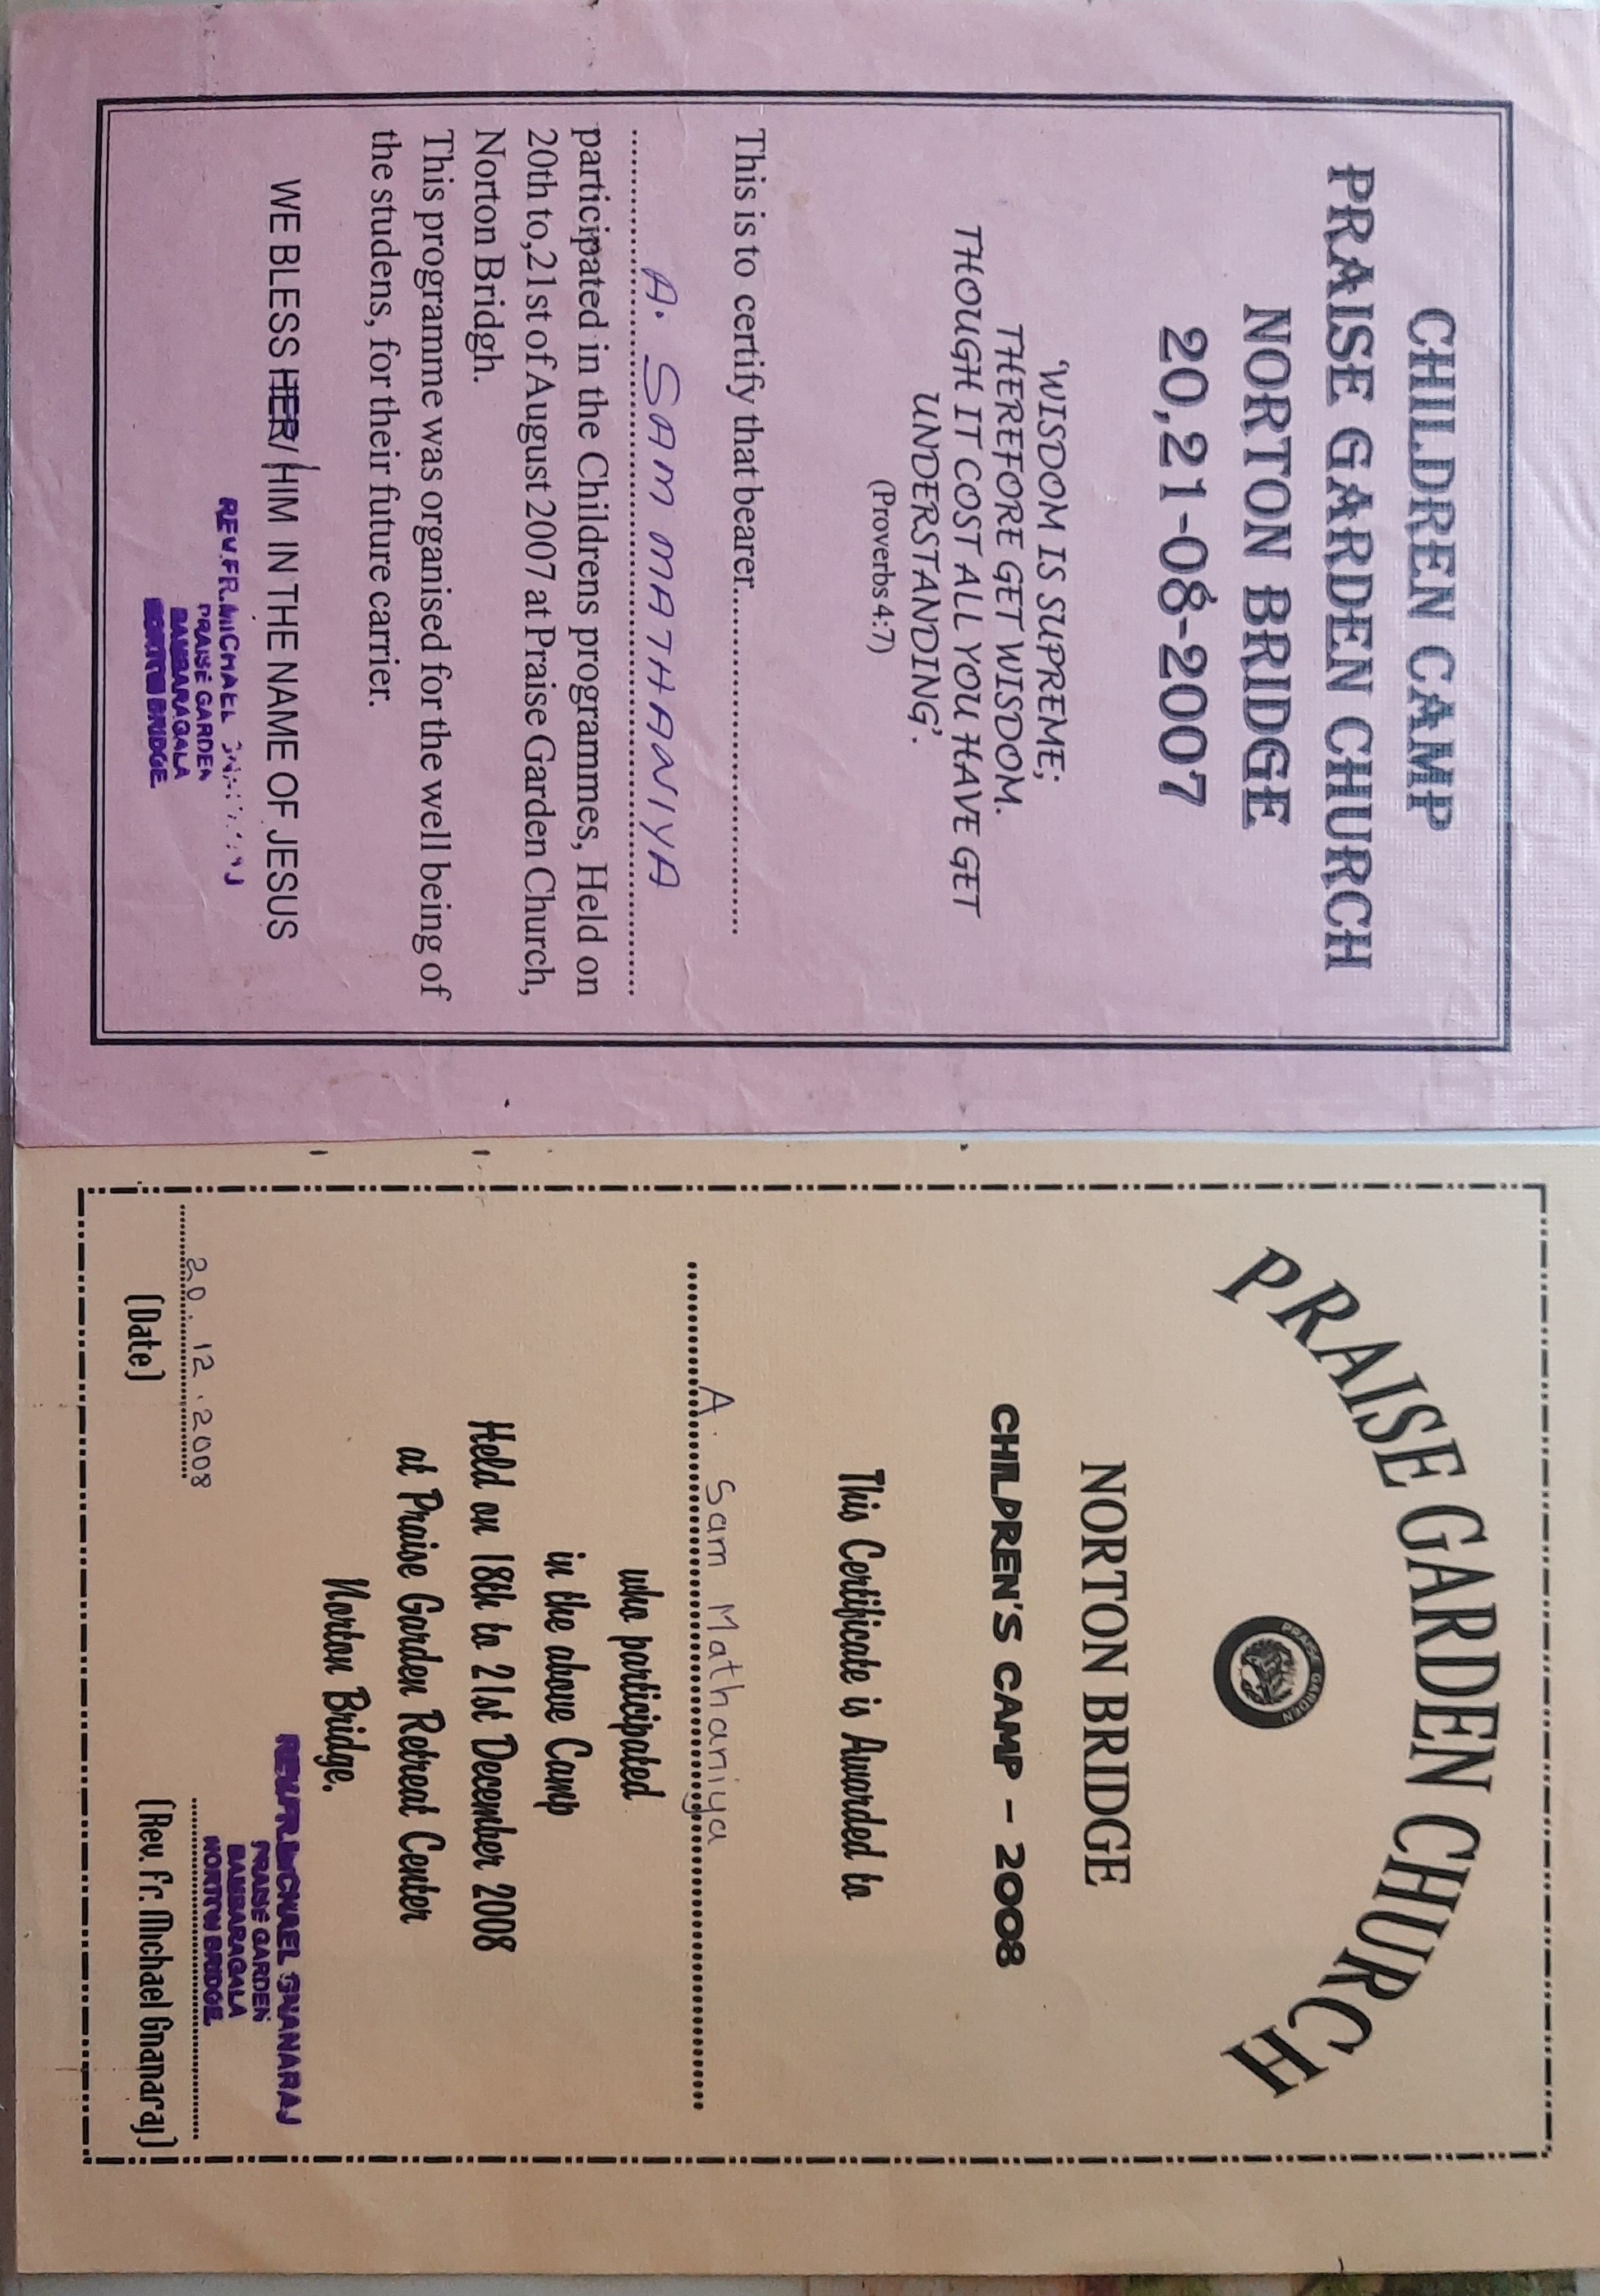 CHILDREN CAMP
PRAISE GARDEN CHURCH
NORTON BRIDGE
20,21-08-2007
'WISDOM IS SUPREME;
THEREFORE GET WISDOM.
THOUGH IT COST ALL YOU HAVE GET
UNDERSTANDING'.
(Proverbs 4:7)
This is to certify that bearer..............................
A. SAM MATHANIYA
participated in the Childrens programmes, Held on
20th to,21st of August 2007 at Praise Garden Church,
Norton Bridgh.
This programme was organised for the well being of
the studens, for their future carrier.
WE BLESS HER/ HIM IN THE NAME OF JESUS
REV.FR.MICHAEL
PRAISE GARDEN
BAMBARAGALA
NORTON BRIDGE
PRAISE GARDEN CHURCH
PRAISE GARDEN
NORTON BRIDGE
CHILDREN'S CAMP - 2008
This Certificate is Awarded to
A. Sam Mathaniya
who participated
in the above Camp
Held on 18th to 21st December 2008
at Praise Garden Retreat Center
Norton Bridge.
REV.FR.MICHAEL GNANARAJ
PRAISE GARDEN
BAMBARAGALA
NORTON BRIDGE
20.12.2008
(Date)
(Rev. Fr. Michael Gnanaraj)